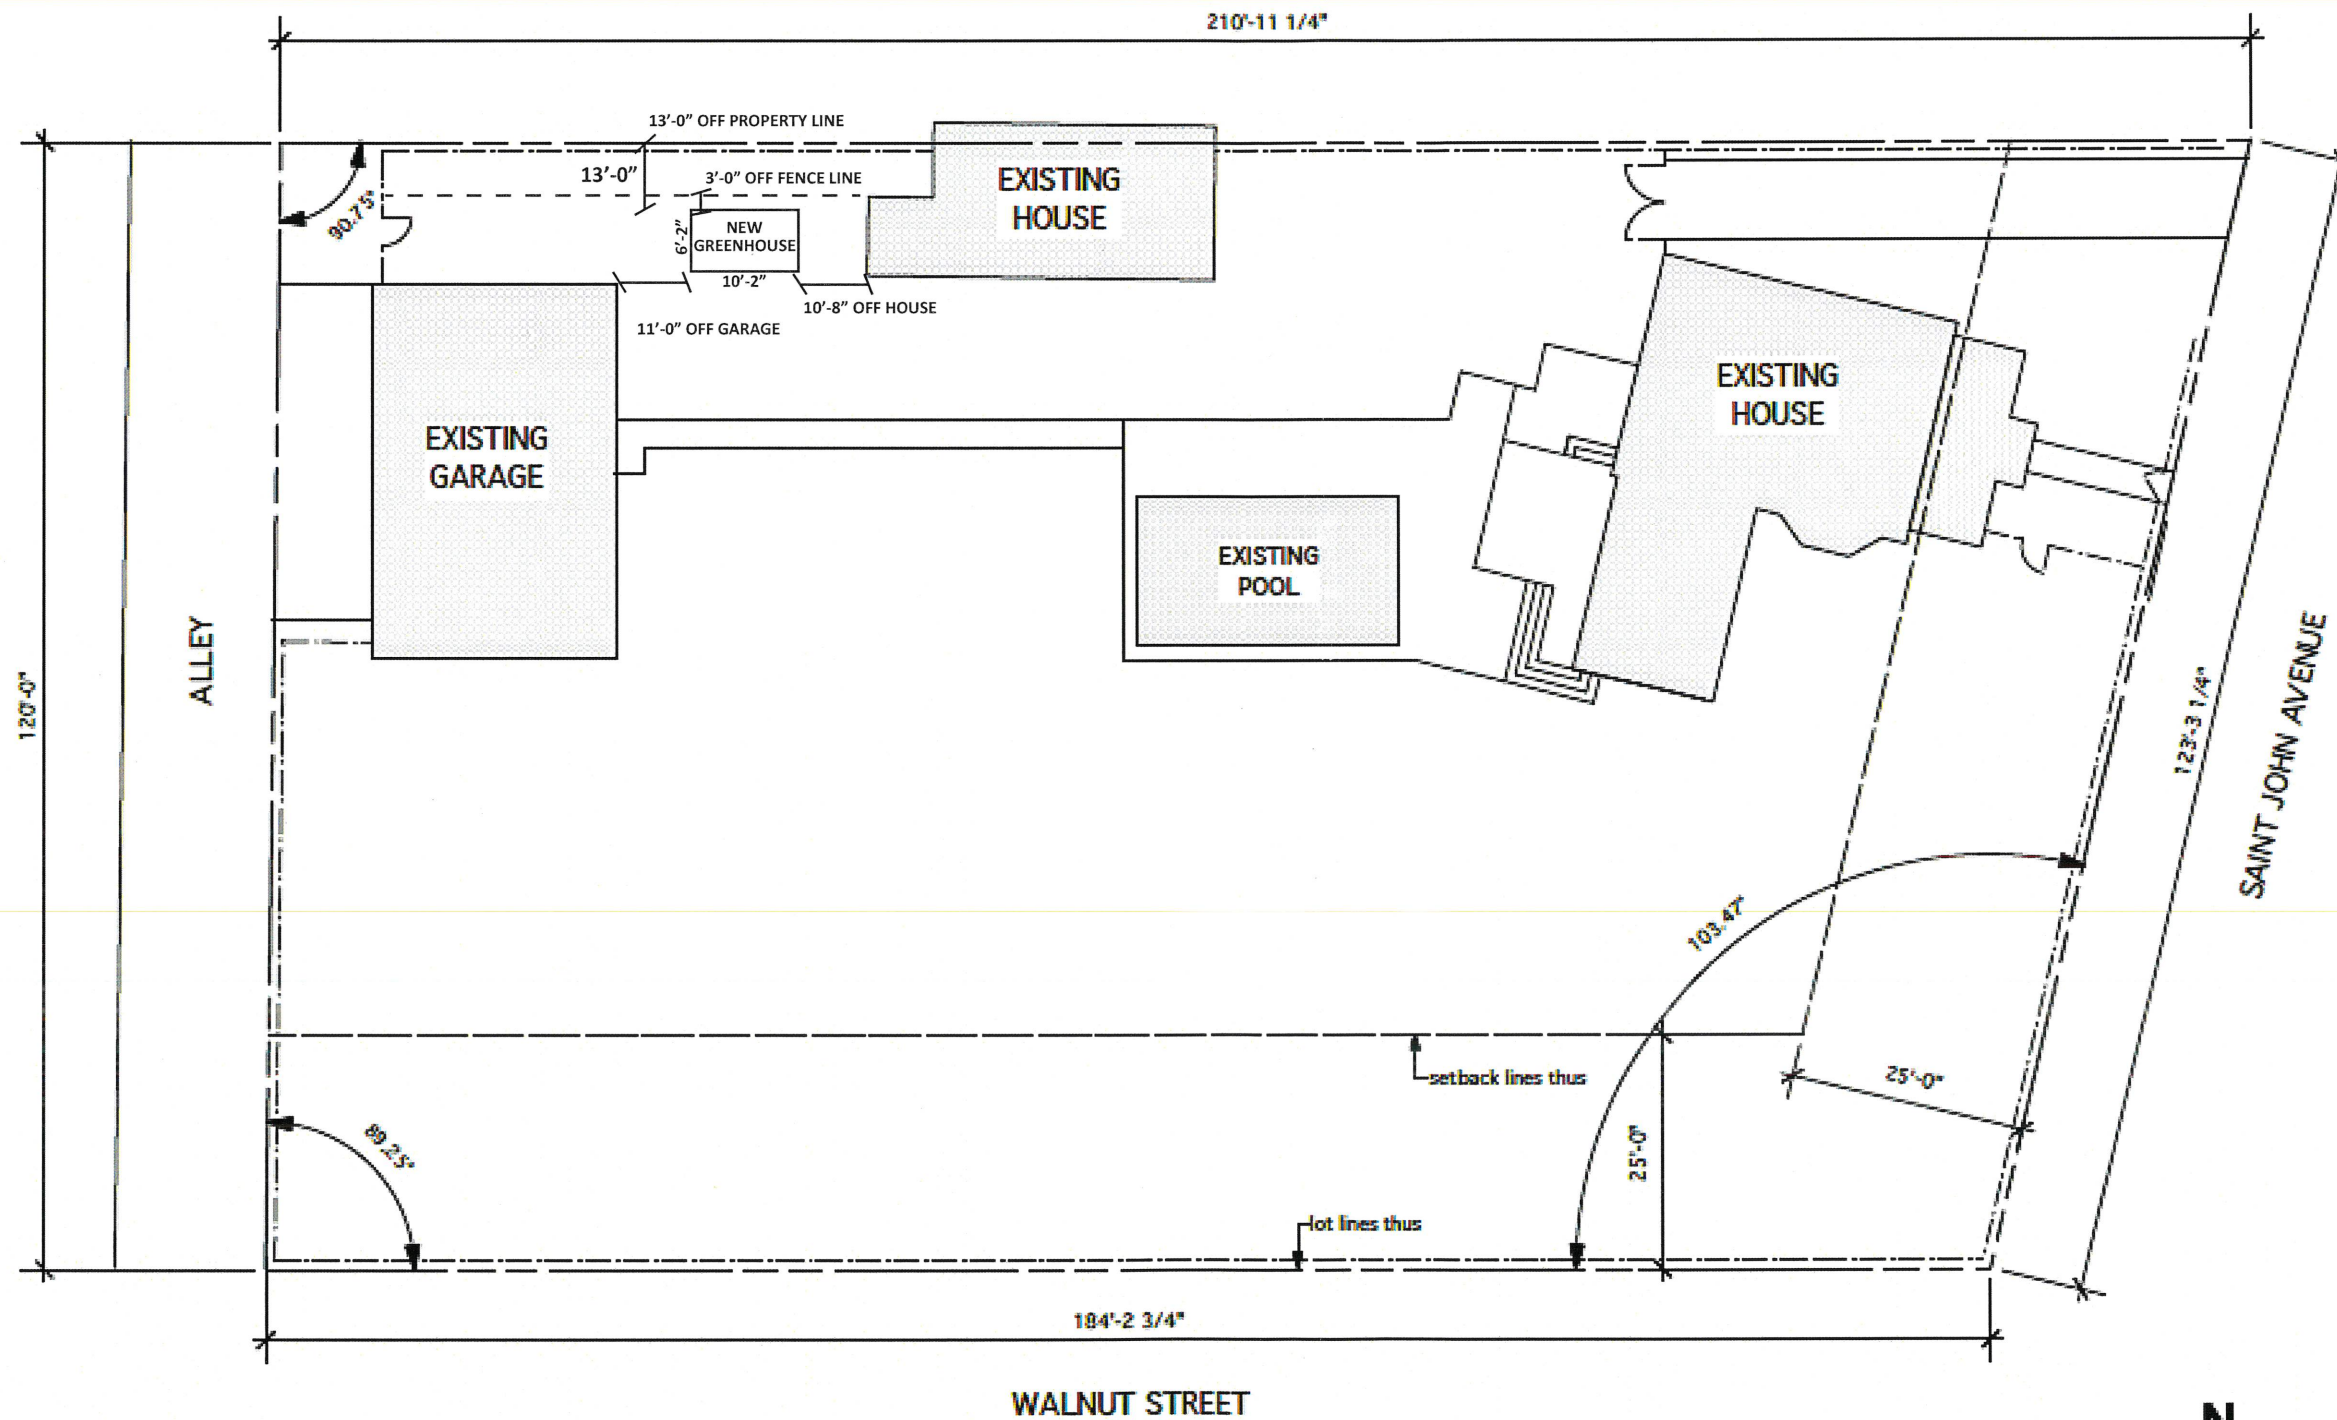 210'-11 1/4"
13'-0" OFF PROPERTY LINE
13'-0"
3'-0" OFF FENCE LINE
EXISTING
HOUSE
90.75°
6'-2"
NEW
GREENHOUSE
10'-2"
10'-8" OFF HOUSE
11'-0" OFF GARAGE
EXISTING
HOUSE
EXISTING
GARAGE
EXISTING
POOL
ALLEY
120'-0"
123'-3 1/4"
SAINT JOHN AVENUE
103.47°
setback lines thus
25'-0"
25'-0"
89.25°
lot lines thus
184'-2 3/4"
WALNUT STREET
N